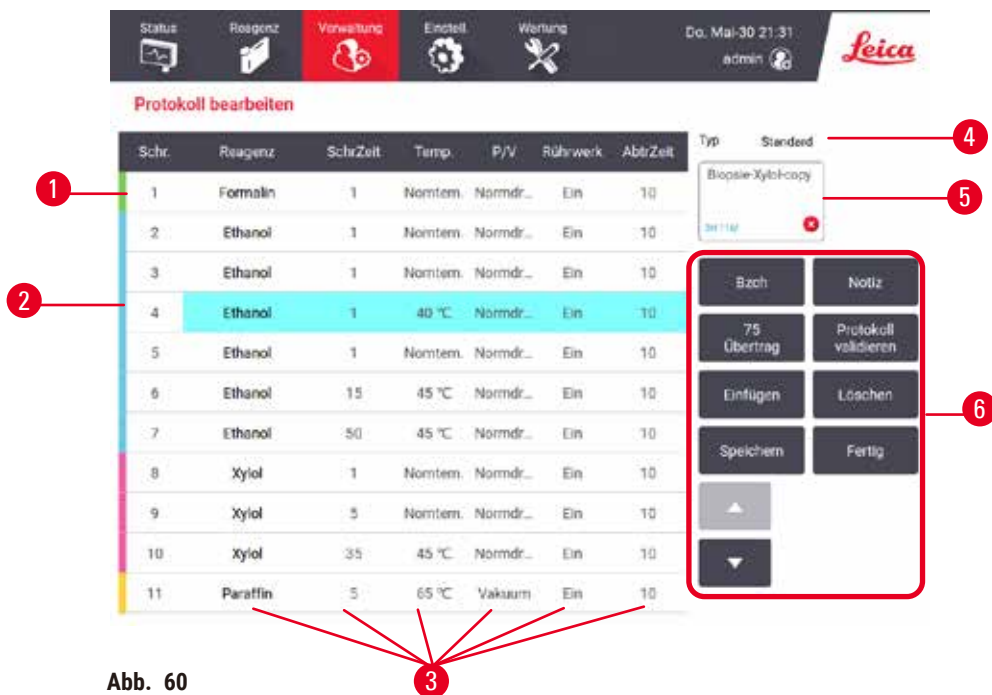 Status Reagenz Verwaltung Einstell. Wartung Do. Mai-30 21:31
admin Leica
Protokoll bearbeiten
Schr. Reagenz SchrZeit Temp. P/V Rührwerk AbtrZeit
Typ Standard 4
1 1 Formalin 1 Normtem. Normdr... Ein 10
Biopsie-Xylol-copy 5
2 Ethanol 1 Normtem. Normdr... Ein 10
3 Ethanol 1 Normtem. Normdr... Ein 10
Bzch Notiz
2 4 Ethanol 1 40 °C Normdr... Ein 10
75 Übertrag Protokoll validieren
5 Ethanol 1 Normtem. Normdr... Ein 10
6 Ethanol 15 45 °C Normdr... Ein 10
Einfügen Löschen 6
7 Ethanol 50 45 °C Normdr... Ein 10
Speichern Fertig
8 Xylol 1 Normtem. Normdr... Ein 10
9 Xylol 5 Normtem. Normdr... Ein 10
10 Xylol 35 45 °C Normdr... Ein 10
11 Paraffin 5 65 °C Vakuum Ein 10
Abb. 60 3